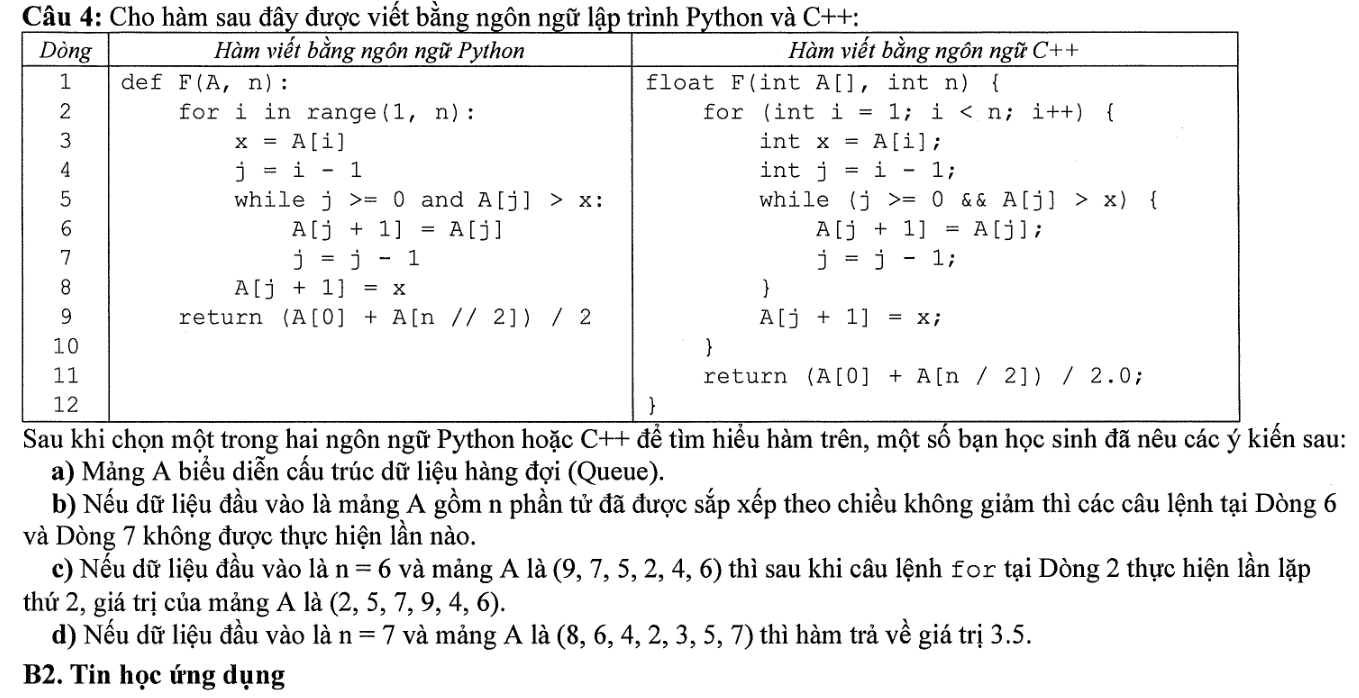 Câu 4: Cho hàm sau đây được viết bằng ngôn ngữ lập trình Python và C++:
Dòng Hàm viết bằng ngôn ngữ Python Hàm viết bằng ngôn ngữ C++
1 def F(A, n): float F(int A[], int n) {
2 for i in range(1, n): for (int i = 1; i < n; i++) {
3 x = A[i] int x = A[i];
4 j = i - 1 int j = i - 1;
5 while j >= 0 and A[j] > x: while (j >= 0 && A[j] > x) {
6 A[j + 1] = A[j] A[j + 1] = A[j];
7 j = j - 1 j = j - 1;
8 A[j + 1] = x }
9 return (A[0] + A[n // 2]) / 2 A[j + 1] = x;
10 }
11 return (A[0] + A[n / 2]) / 2.0;
12 }
Sau khi chọn một trong hai ngôn ngữ Python hoặc C++ để tìm hiểu hàm trên, một số bạn học sinh đã nêu các ý kiến sau:
a) Mảng A biểu diễn cấu trúc dữ liệu hàng đợi (Queue).
b) Nếu dữ liệu đầu vào là mảng A gồm n phần tử đã được sắp xếp theo chiều không giảm thì các câu lệnh tại Dòng 6
và Dòng 7 không được thực hiện lần nào.
c) Nếu dữ liệu đầu vào là n = 6 và mảng A là (9, 7, 5, 2, 4, 6) thì sau khi câu lệnh for tại Dòng 2 thực hiện lần lặp
thứ 2, giá trị của mảng A là (2, 5, 7, 9, 4, 6).
d) Nếu dữ liệu đầu vào là n = 7 và mảng A là (8, 6, 4, 2, 3, 5, 7) thì hàm trả về giá trị 3.5.
B2. Tin học ứng dụng